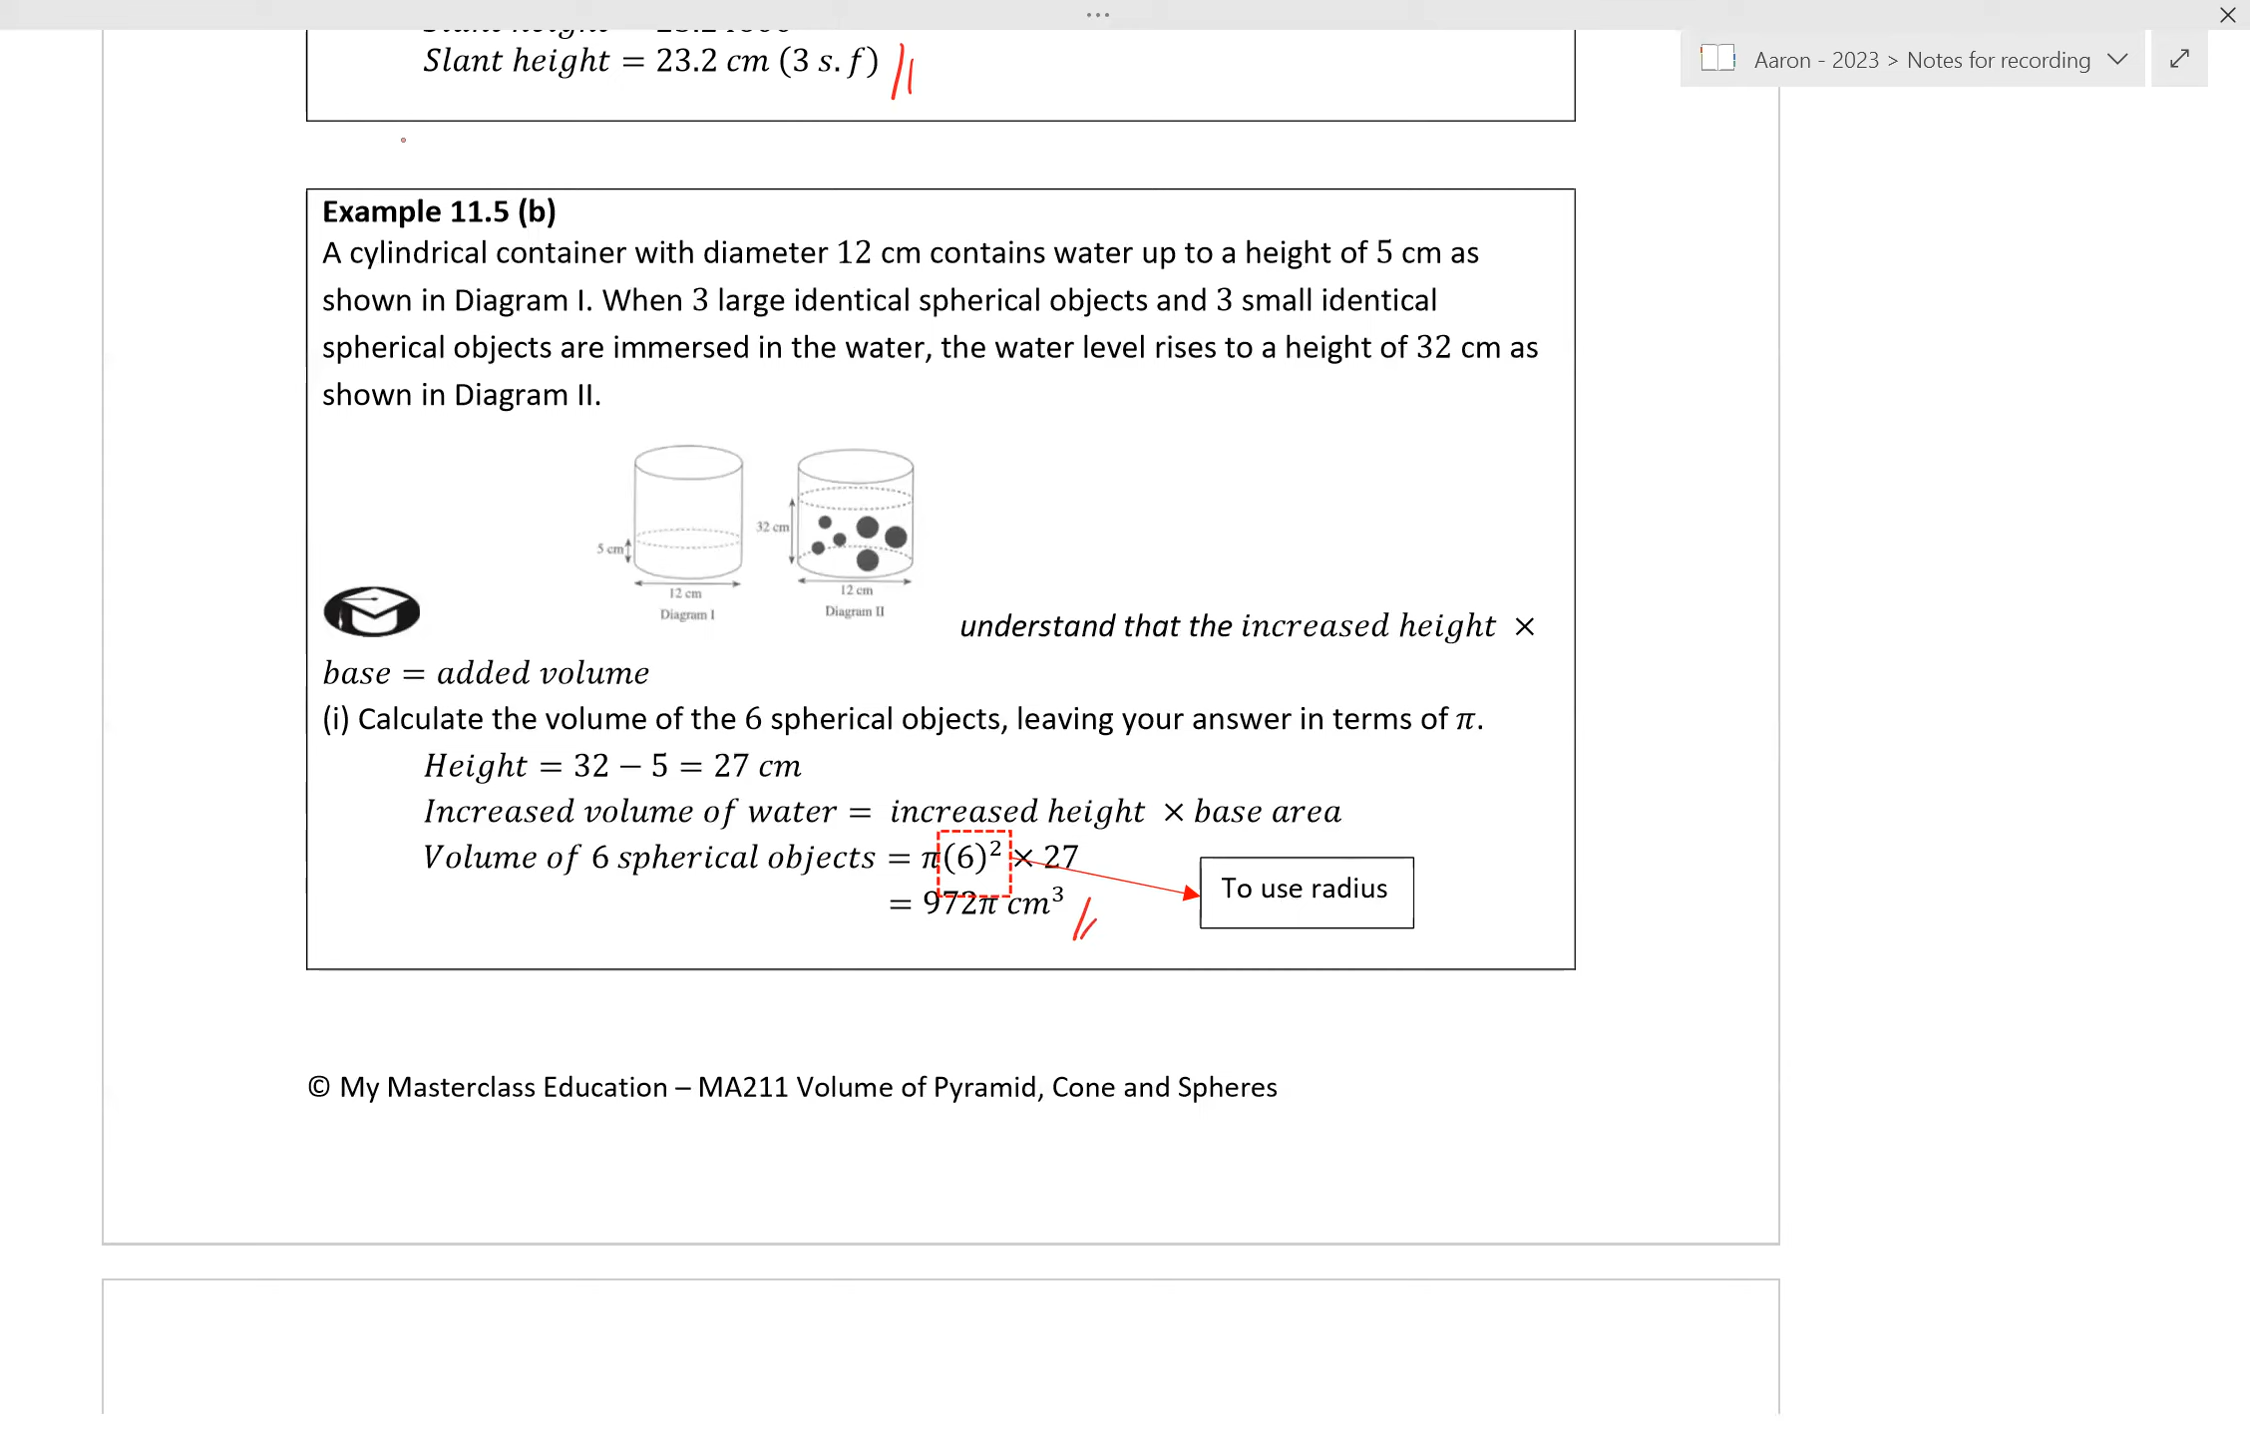 Slant height = 23.2 cm (3 s. f)
Aaron - 2023 > Notes for recording
Example 11.5 (b)
A cylindrical container with diameter 12 cm contains water up to a height of 5 cm as
shown in Diagram I. When 3 large identical spherical objects and 3 small identical
spherical objects are immersed in the water, the water level rises to a height of 32 cm as
shown in Diagram II.
5 cm
12 cm
Diagram I
32 cm
12 cm
Diagram II
understand that the increased height ×
base = added volume
(i) Calculate the volume of the 6 spherical objects, leaving your answer in terms of π.
Height = 32 − 5 = 27 cm
Increased volume of water = increased height × base area
Volume of 6 spherical objects = π(6)² × 27
= 972π cm³
To use radius
© My Masterclass Education – MA211 Volume of Pyramid, Cone and Spheres